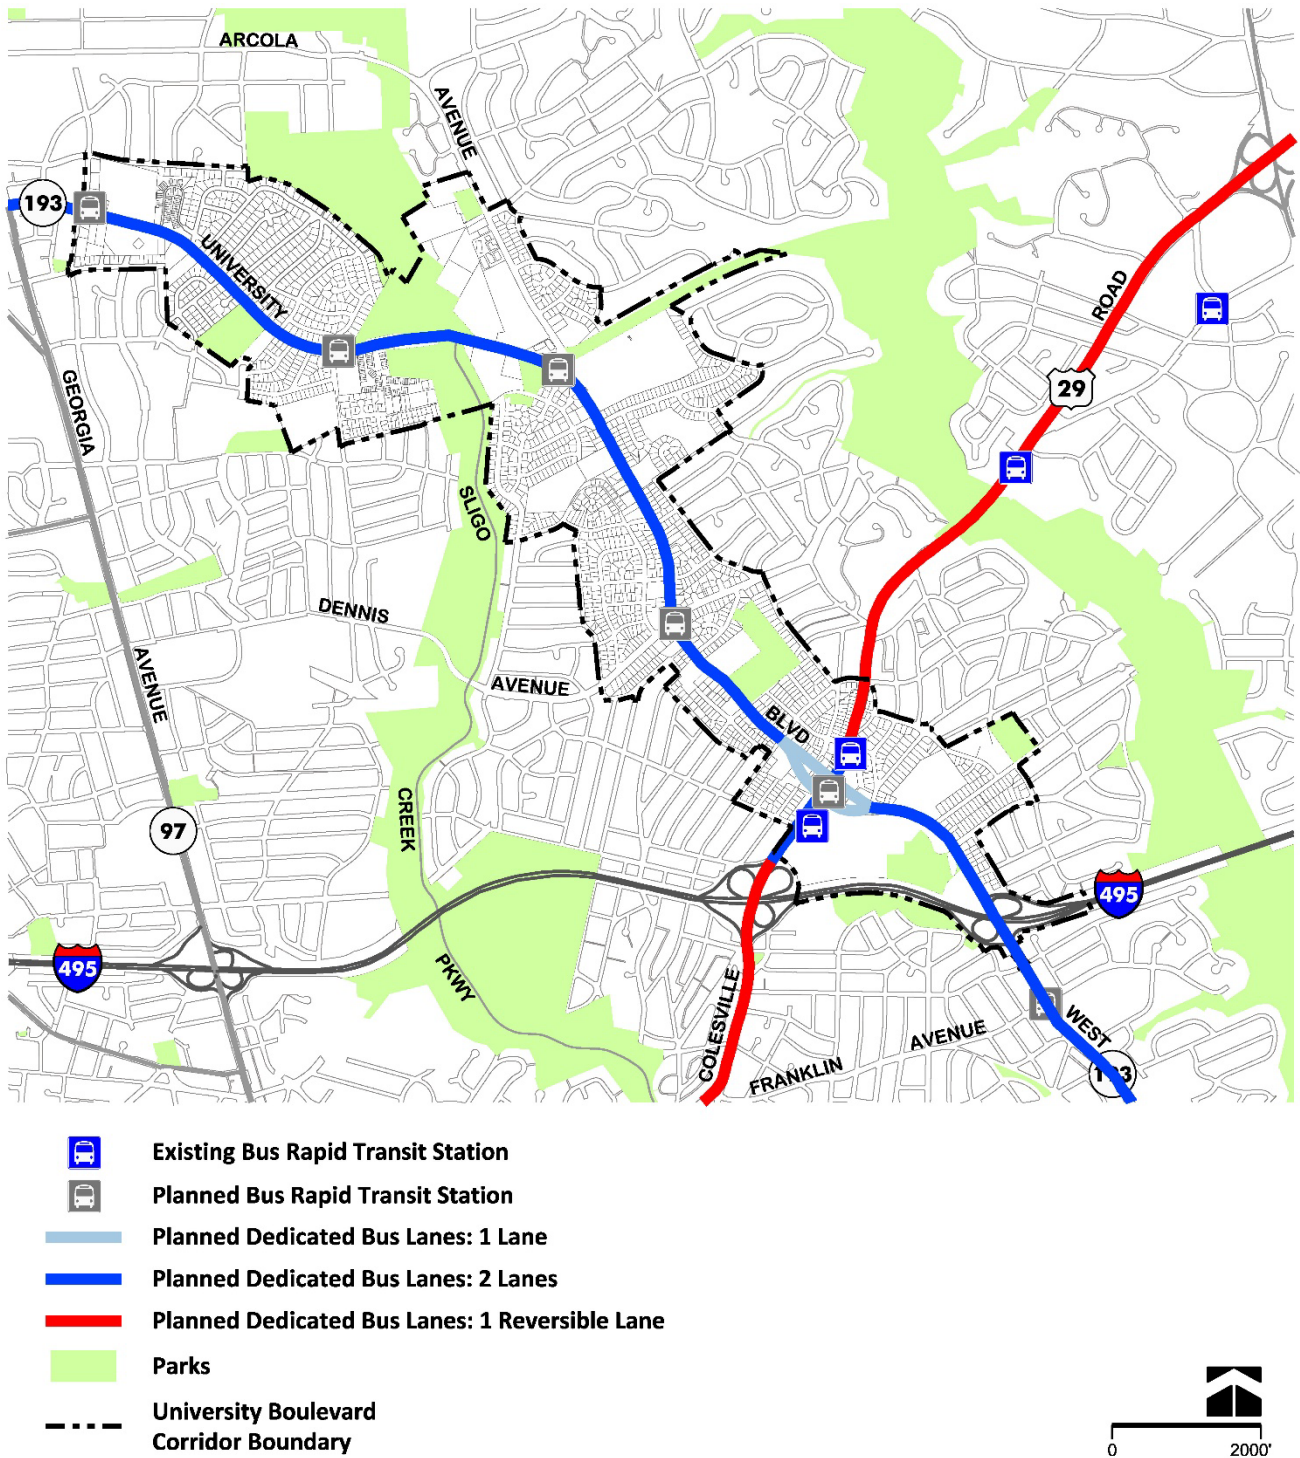 ARCOLA
AVENUE
193
UNIVERSITY
ROAD
29
GEORGIA
SLIGO
DENNIS
AVENUE
AVENUE
BLVD
CREEK
97
495
495
PKWY
COLESVILLE
FRANKLIN
AVENUE
WEST
193
Existing Bus Rapid Transit Station
Planned Bus Rapid Transit Station
Planned Dedicated Bus Lanes: 1 Lane
Planned Dedicated Bus Lanes: 2 Lanes
Planned Dedicated Bus Lanes: 1 Reversible Lane
Parks
University Boulevard
Corridor Boundary
0 2000'